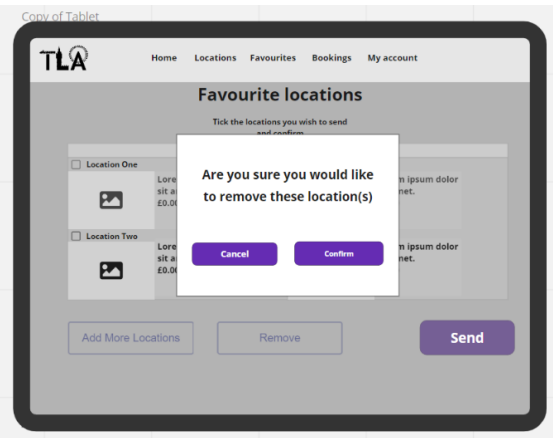 Copy of Tablet
TLA
Home Locations Favourites Bookings My account
Favourite locations
Tick the locations you wish to send
and confirm
Are you sure you would like
to remove these location(s)
Cancel Confirm
Location One
Lore
sit a
£0.00
m ipsum dolor
net.
Location Two
Lore
sit a
£0.00
m ipsum dolor
net.
Add More Locations Remove Send